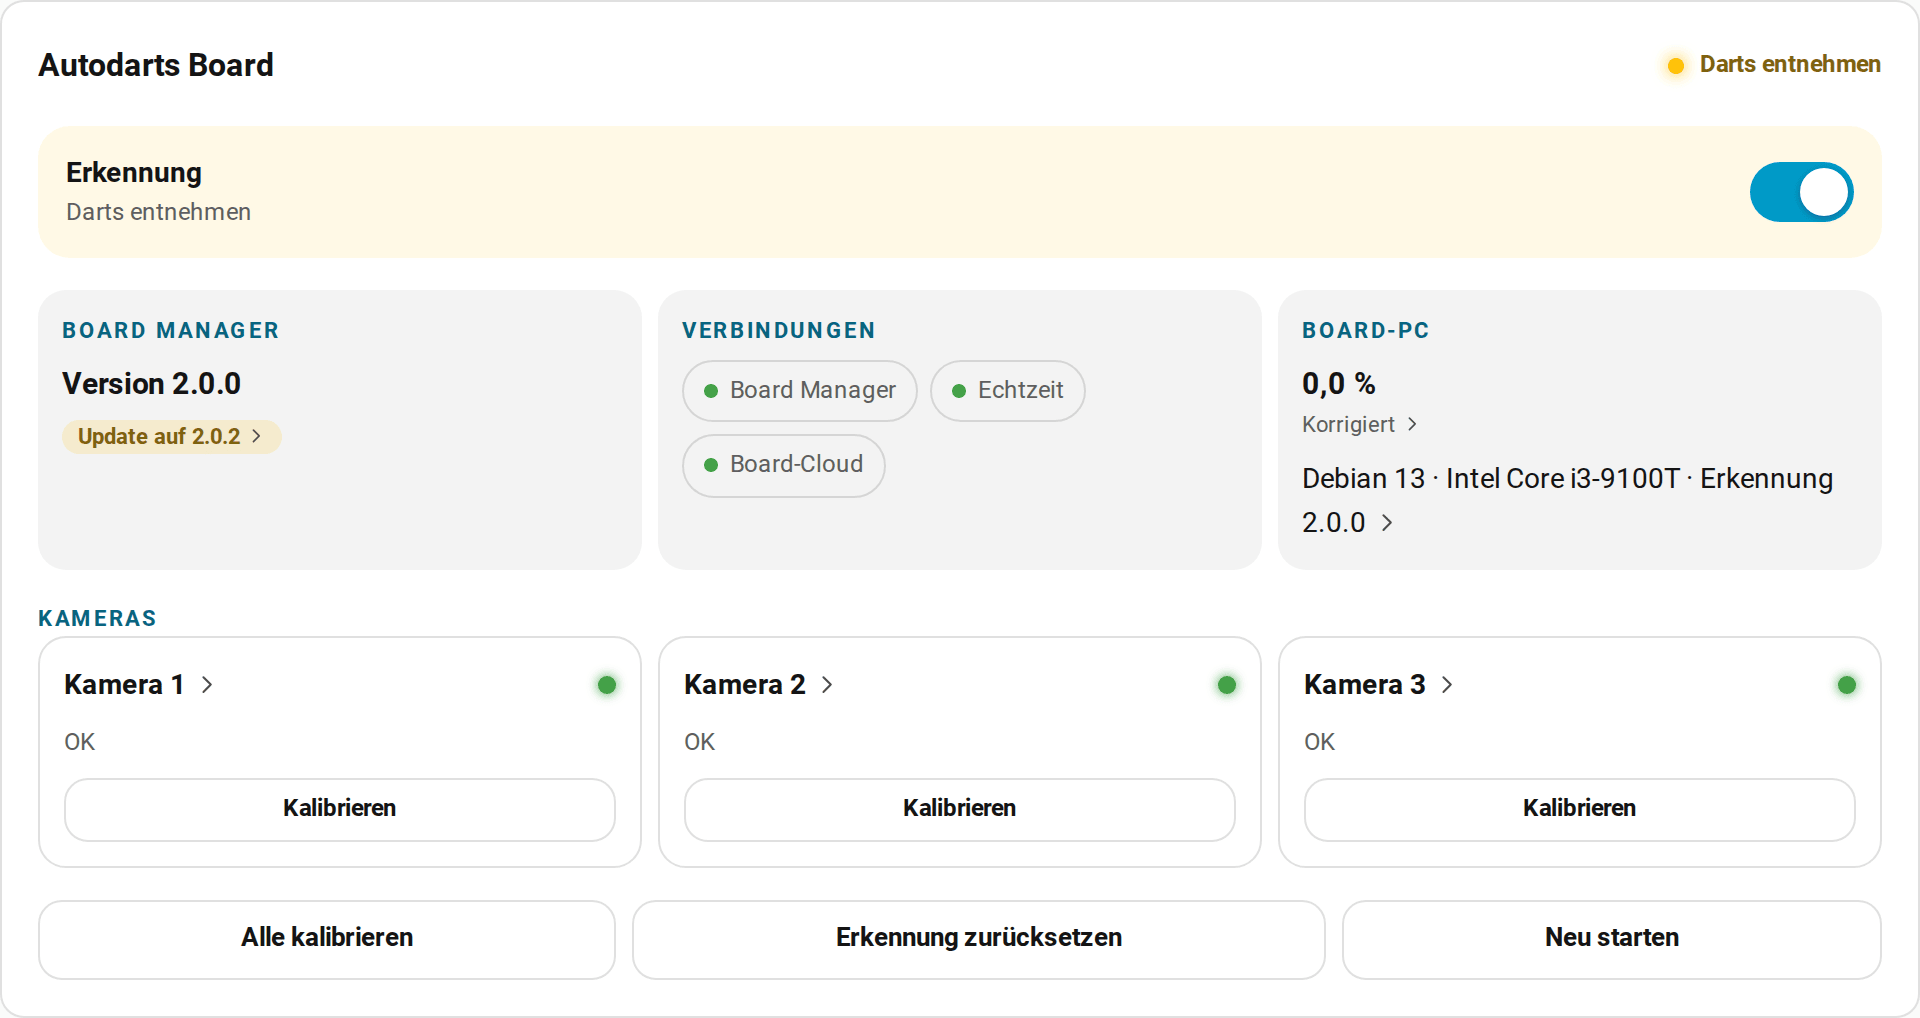 Autodarts Board
Darts entnehmen
Erkennung
Darts entnehmen
BOARD MANAGER
Version 2.0.0
Update auf 2.0.2
VERBINDUNGEN
Board Manager
Echtzeit
Board-Cloud
BOARD-PC
0,0 %
Korrigiert
Debian 13 · Intel Core i3-9100T · Erkennung
2.0.0
KAMERAS
Kamera 1
OK
Kalibrieren
Kamera 2
OK
Kalibrieren
Kamera 3
OK
Kalibrieren
Alle kalibrieren
Erkennung zurücksetzen
Neu starten